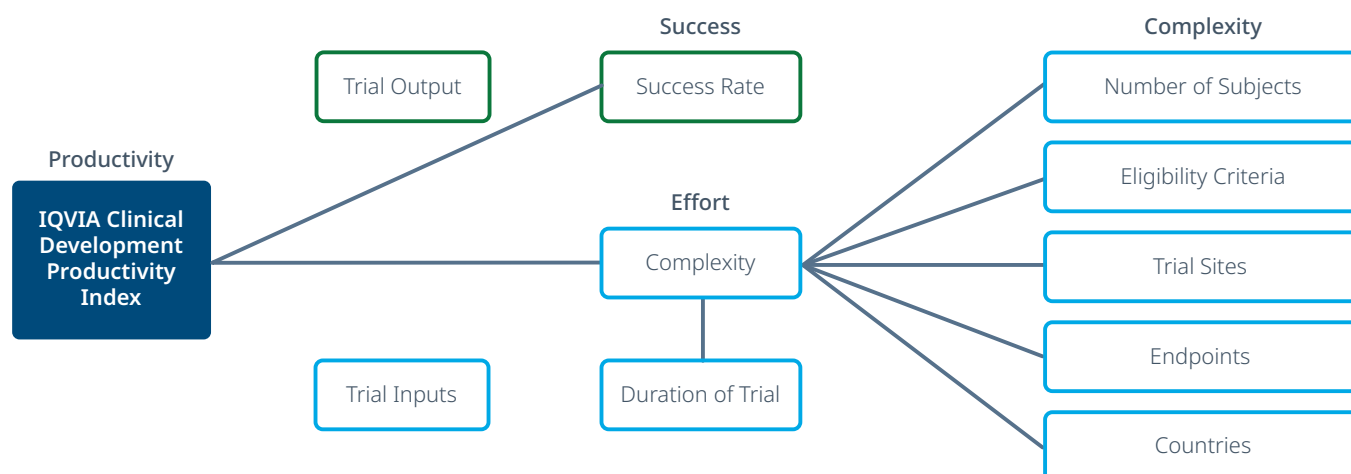 Success
Complexity
Trial Output
Success Rate
Number of Subjects
Productivity
Eligibility Criteria
IQVIA Clinical
Development
Productivity
Index
Effort
Complexity
Trial Sites
Endpoints
Trial Inputs
Duration of Trial
Countries